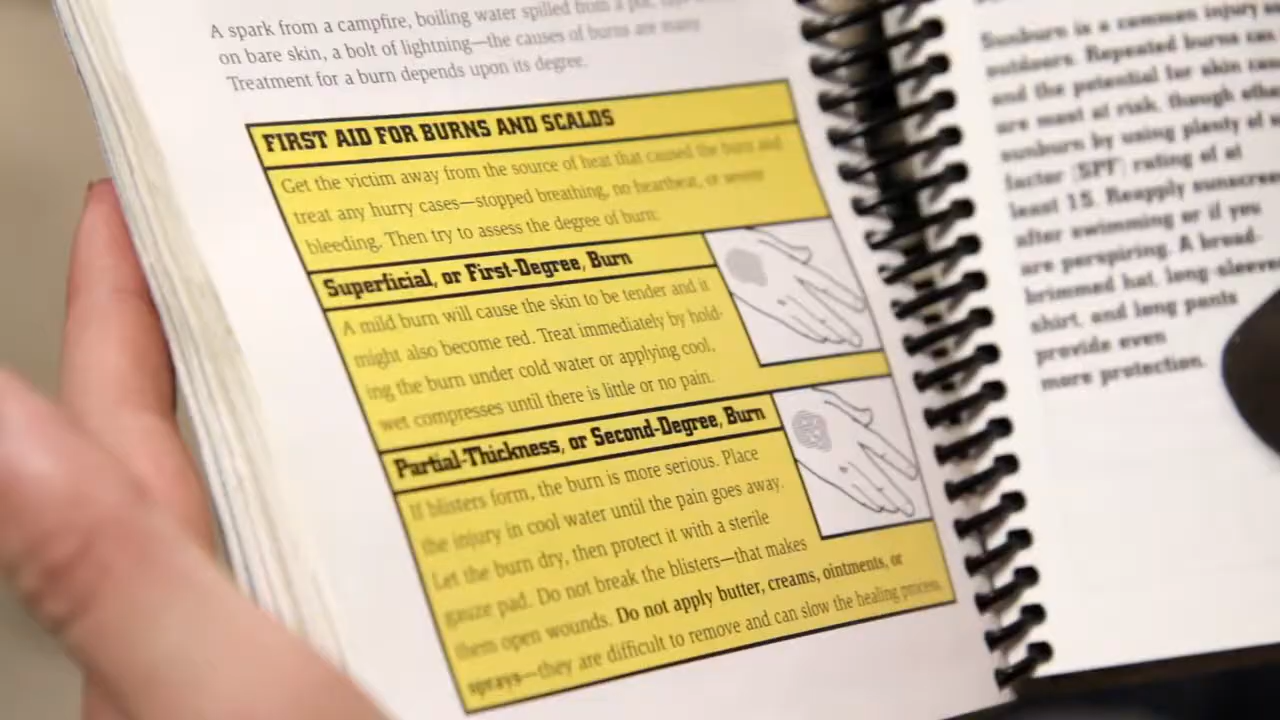 A spark from a campfire, boiling water spilled from a pot,
on bare skin, a bolt of lightning—the causes of burns are many
Treatment for a burn depends upon its degree.
FIRST AID FOR BURNS AND SCALDS
Get the victim away from the source of heat that caused the burn and
treat any hurry cases—stopped breathing, no heartbeat, or severe
bleeding. Then try to assess the degree of burn:
Superficial, or First-Degree, Burn
A mild burn will cause the skin to be tender and it
might also become red. Treat immediately by hold-
ing the burn under cold water or applying cool,
wet compresses until there is little or no pain.
Partial-Thickness, or Second-Degree, Burn
If blisters form, the burn is more serious. Place
the injury in cool water until the pain goes away.
Let the burn dry, then protect it with a sterile
gauze pad. Do not break the blisters—that makes
them open wounds. Do not apply butter, creams, ointments, or
sprays—they are difficult to remove and can slow the healing process.
Sunburn is a common injury
outdoors. Repeated burns can
and the potential for skin
are most at risk, though
sunburn by using plenty of
factor (SPF) rating of at
least 15. Reapply
after swimming or if you
are perspiring. A broad-
brimmed hat, long-sleeve
shirt, and long pants
provide even
more protection.